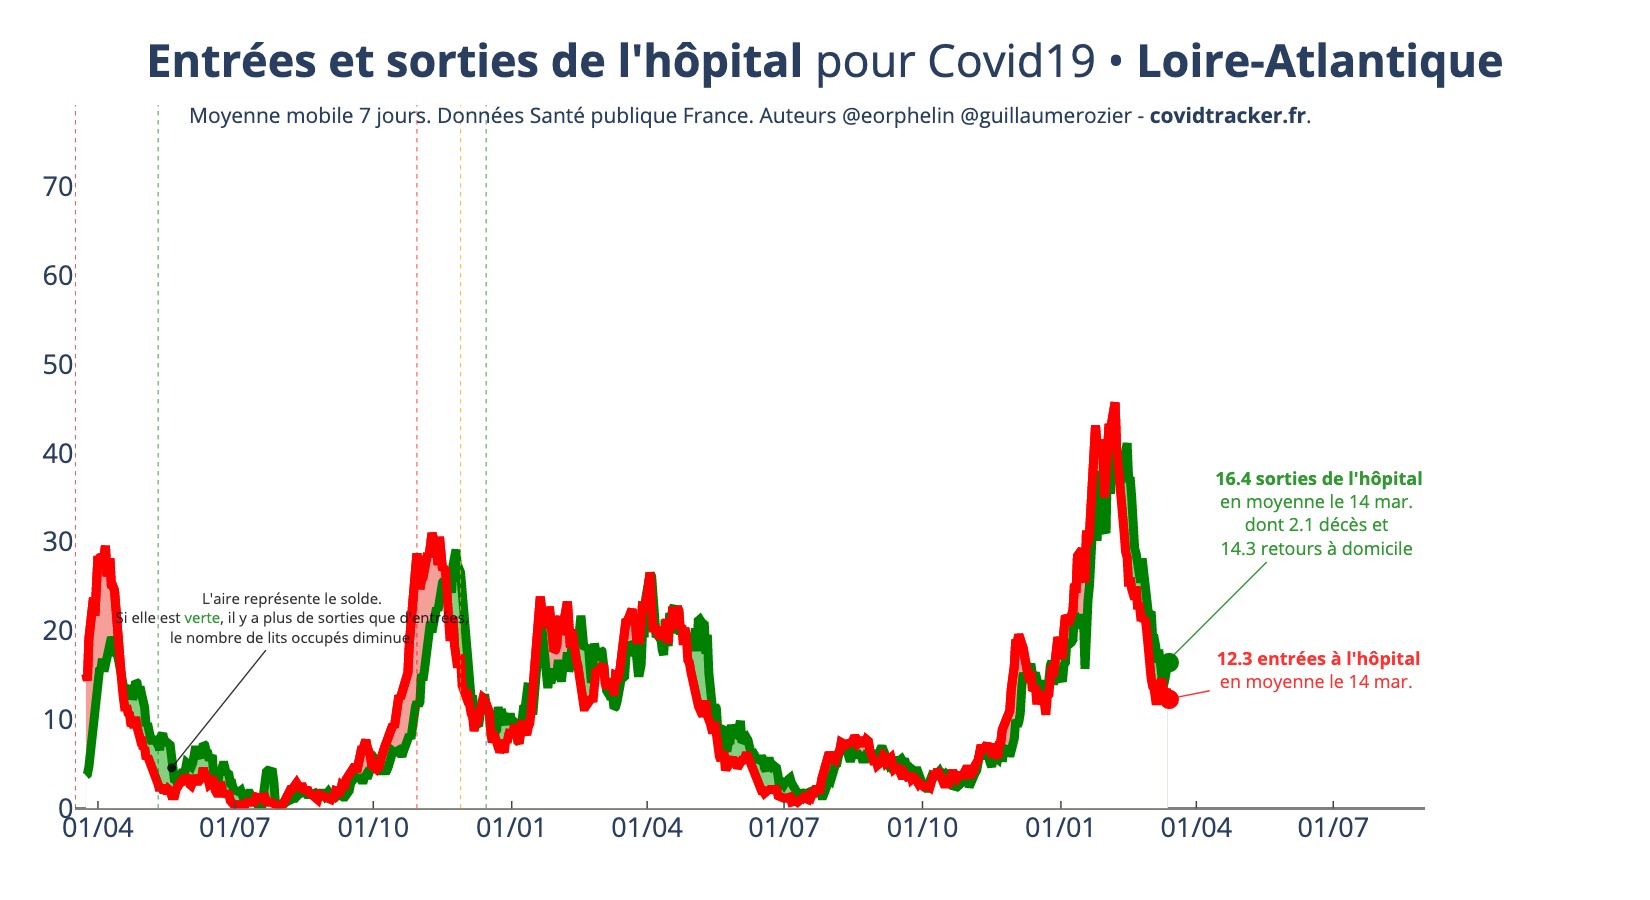 Entrées et sorties de l'hôpital pour Covid19 • Loire-Atlantique
Moyenne mobile 7 jours. Données Santé publique France. Auteurs @eorphelin @guillaumerozier - covidtracker.fr.
70
60
50
40
30
20
10
0
16.4 sorties de l'hôpital
en moyenne le 14 mar.
dont 2.1 décès et
14.3 retours à domicile
L'aire représente le solde.
Si elle est verte, il y a plus de sorties que d'entrées,
le nombre de lits occupés diminue.
12.3 entrées à l'hôpital
en moyenne le 14 mar.
01/04 01/07 01/10 01/01 01/04 01/07 01/10 01/01 01/04 01/07